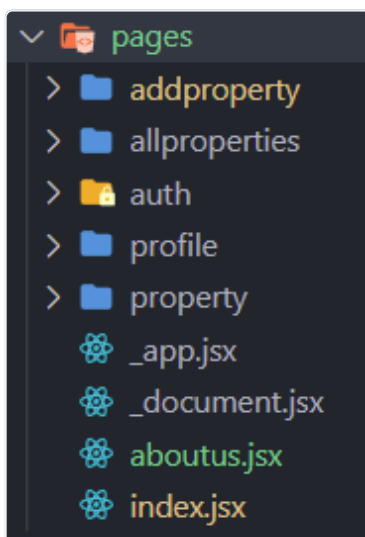 pages
addproperty
allproperties
auth
profile
property
_app.jsx
_document.jsx
aboutus.jsx
index.jsx